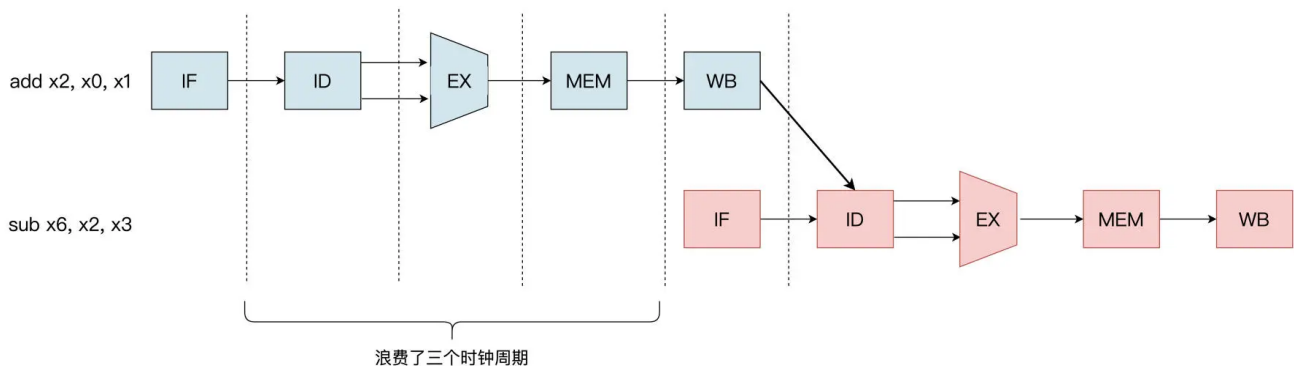 add x2, x0, x1
IF
ID
EX
MEM
WB
sub x6, x2, x3
IF
ID
EX
MEM
WB
浪费了三个时钟周期